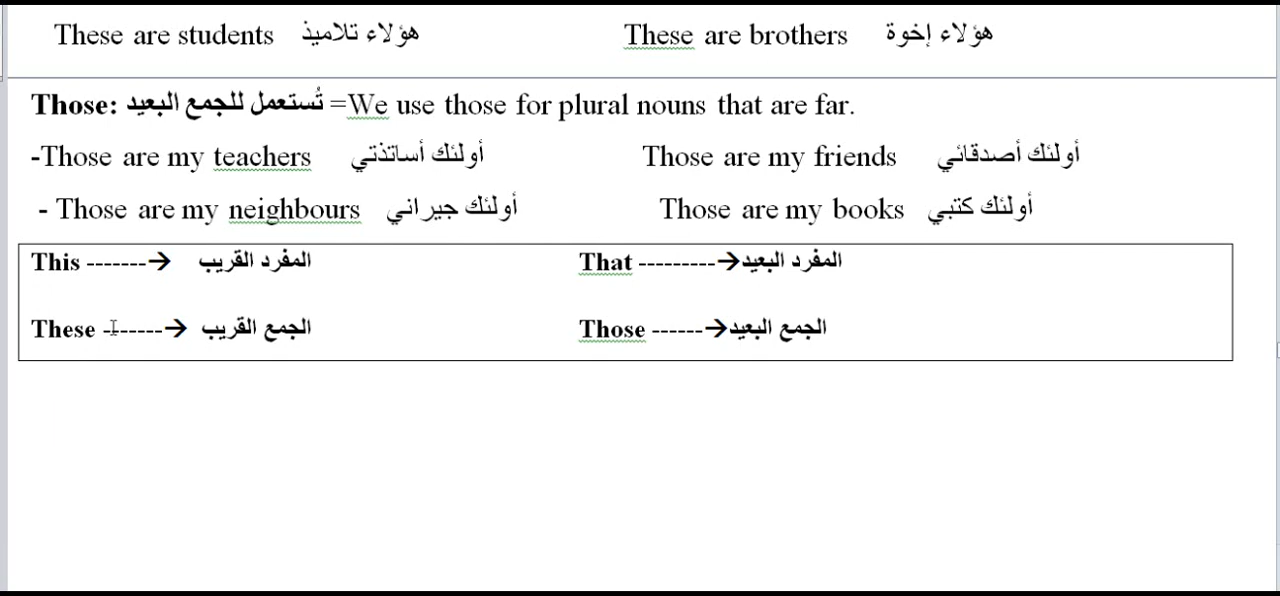 These are students هؤلاء تلاميذ These are brothers هؤلاء إخوة
Those: تُستعمل للجمع البعيد =We use those for plural nouns that are far.
-Those are my teachers أولئك أساتذتي Those are my friends أولئك أصدقائي
- Those are my neighbours أولئك جيراني Those are my books أولئك كتبي
This -------→ المفرد القريب That ---------→المفرد البعيد
These -------→ الجمع القريب Those ------→الجمع البعيد